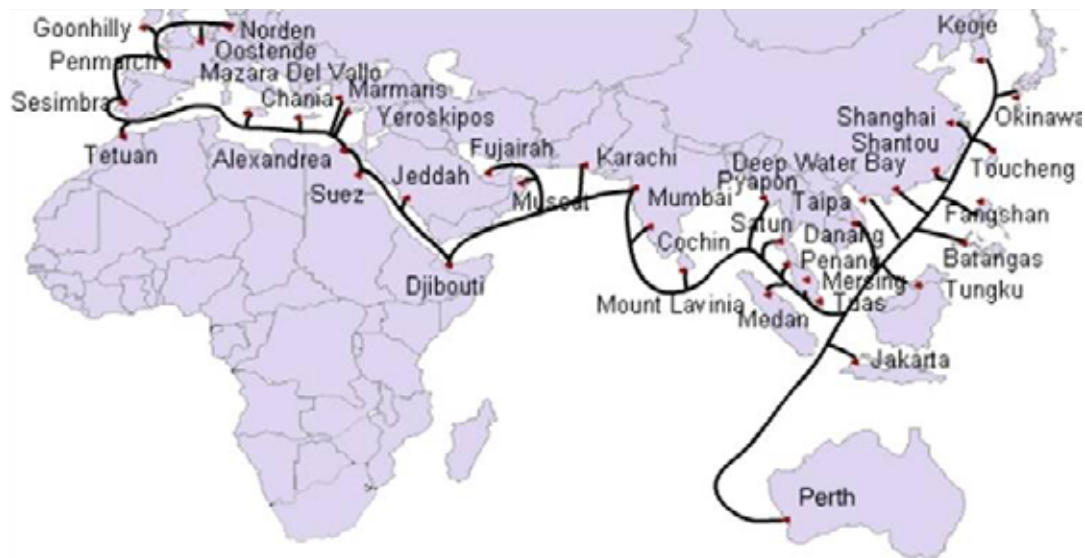 Goonhilly
Norden
Keoje
Oostende
Penmarch
Mazara Del Vallo
Marmaris
Sesimbra
Chania
Okinawa
Yeroskipos
Shanghai
Shantou
Tetuan
Alexandrea
Fujairah
Karachi
Deep Water Bay
Toucheng
Suez
Jeddah
Muscat
Mumbai
Pyapon
Taipa
Fangshan
Satun
Cochin
Danang
Batangas
Djibouti
Penang
Mersing
Tungku
Mount Lavinia
Tuas
Medan
Jakarta
Perth